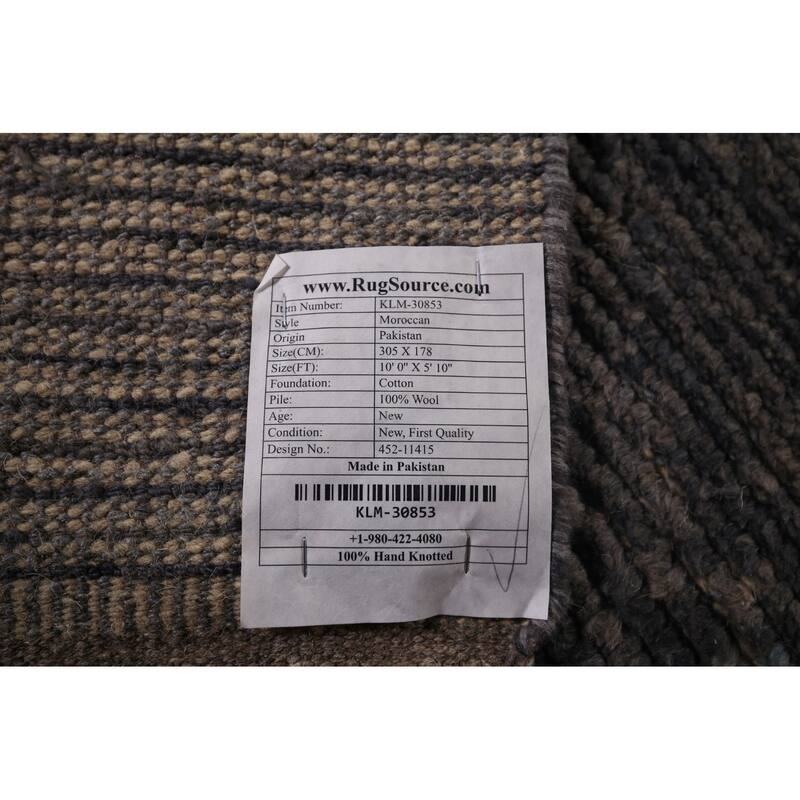 www.RugSource.com
Item Number: KLM-30853
Style Moroccan
Origin Pakistan
Size(CM): 305 X 178
Size(FT): 10' 0" X 5' 10"
Foundation: Cotton
Pile: 100% Wool
Age: New
Condition: New, First Quality
Design No.: 452-11415
Made in Pakistan
KLM-30853
+1-980-422-4080
100% Hand Knotted